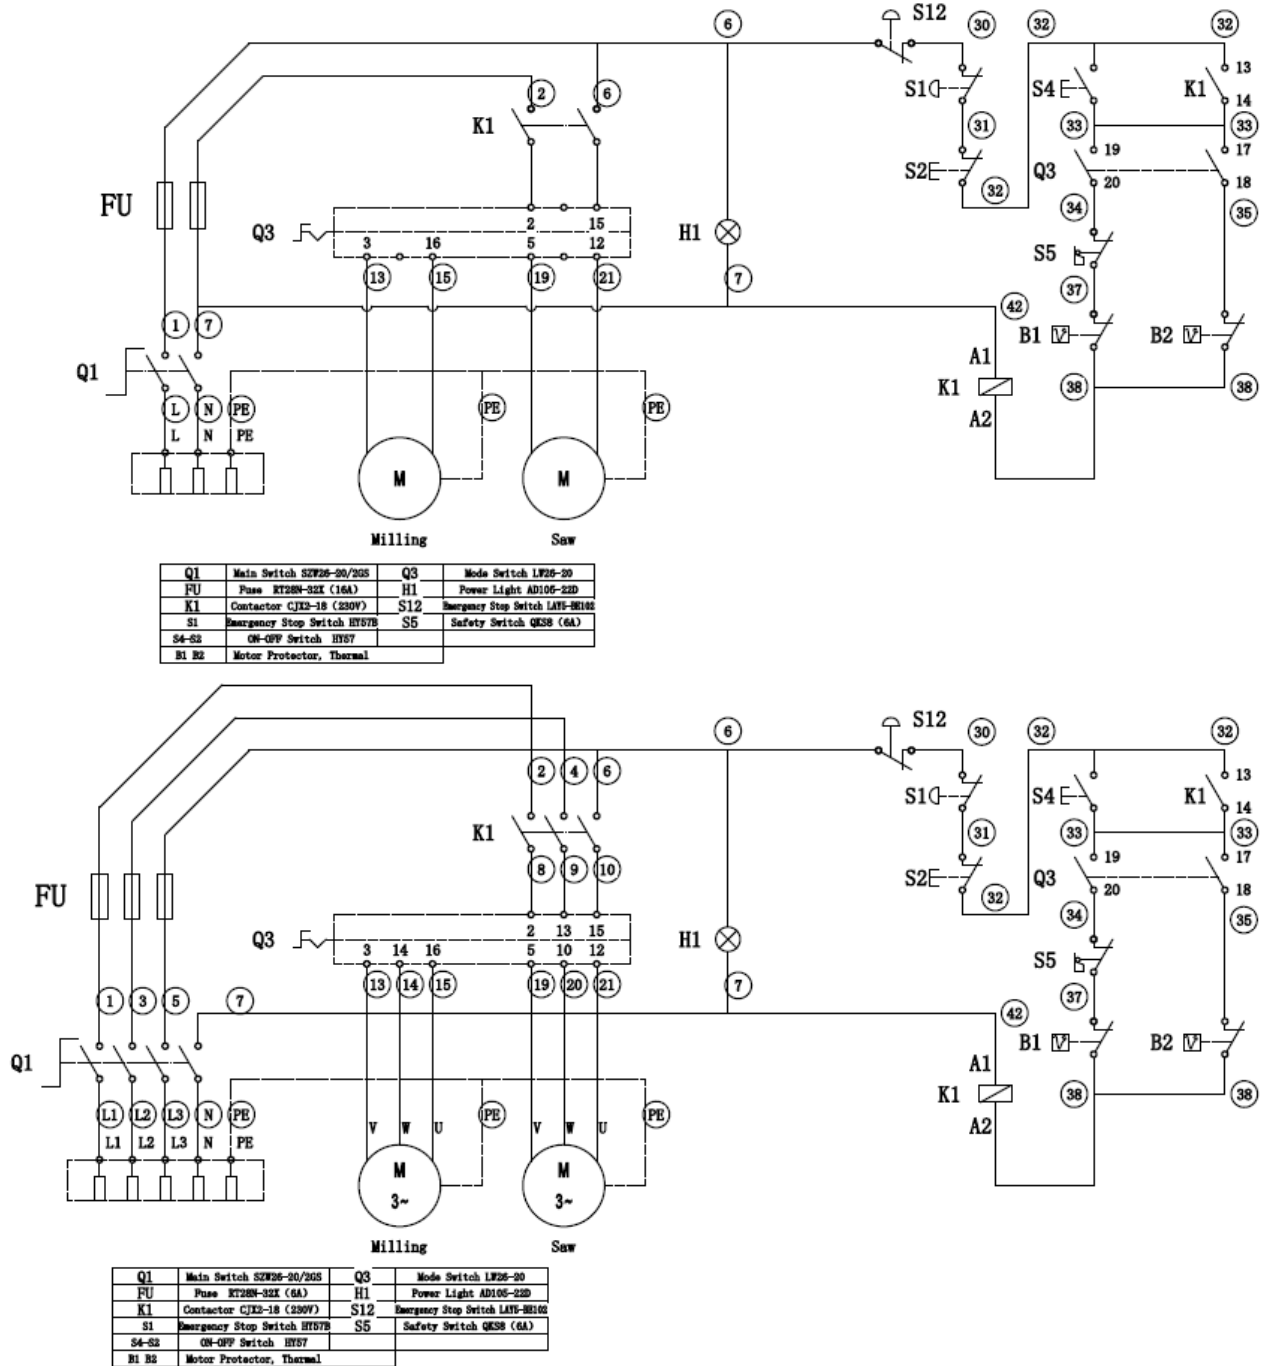 6 S12 30 32 32
2 6 S1 S4 K1 13
14
K1 31 33 33
FU S2 Q3 19 17
20 18
32 34 35
Q3 2 15 H1
3 16 5 12 S5
13 15 19 21 7 37
1 7 42 B1 B2
Q1 A1
K1 38 38
L N PE PE PE A2
L N PE
M M
Milling Saw
Q1 Main Switch SZW26-20/2GS Q3 Mode Switch LW26-20
FU Fuse RT28N-32X (16A) H1 Power Light AD105-22D
K1 Contactor CJX2-18 (230V) S12 Emergency Stop Switch LAY5-BE102
S1 Emergency Stop Switch HY57B S5 Safety Switch QKS8 (6A)
S4-S2 ON-OFF Switch HY57
B1 B2 Motor Protector, Thermal
6 S12 30 32 32
2 4 6 S1 S4 K1 13
14
K1 31 33 33
8 9 10 S2 Q3 19 17
FU 20 18
32 34 35
Q3 2 13 15 H1
3 14 16 5 10 12 S5
13 14 15 19 20 21 7 37
1 3 5 7 42
Q1 A1 B1 B2
K1 38 38
L1 L2 L3 N PE PE PE A2
L1 L2 L3 N PE V W U V W U
M M
3~ 3~
Milling Saw
Q1 Main Switch SZW26-20/2GS Q3 Mode Switch LW26-20
FU Fuse RT28N-32X (6A) H1 Power Light AD105-22D
K1 Contactor CJX2-18 (230V) S12 Emergency Stop Switch LAY5-BE102
S1 Emergency Stop Switch HY57B S5 Safety Switch QKS8 (6A)
S4-S2 ON-OFF Switch HY57
B1 B2 Motor Protector, Thermal